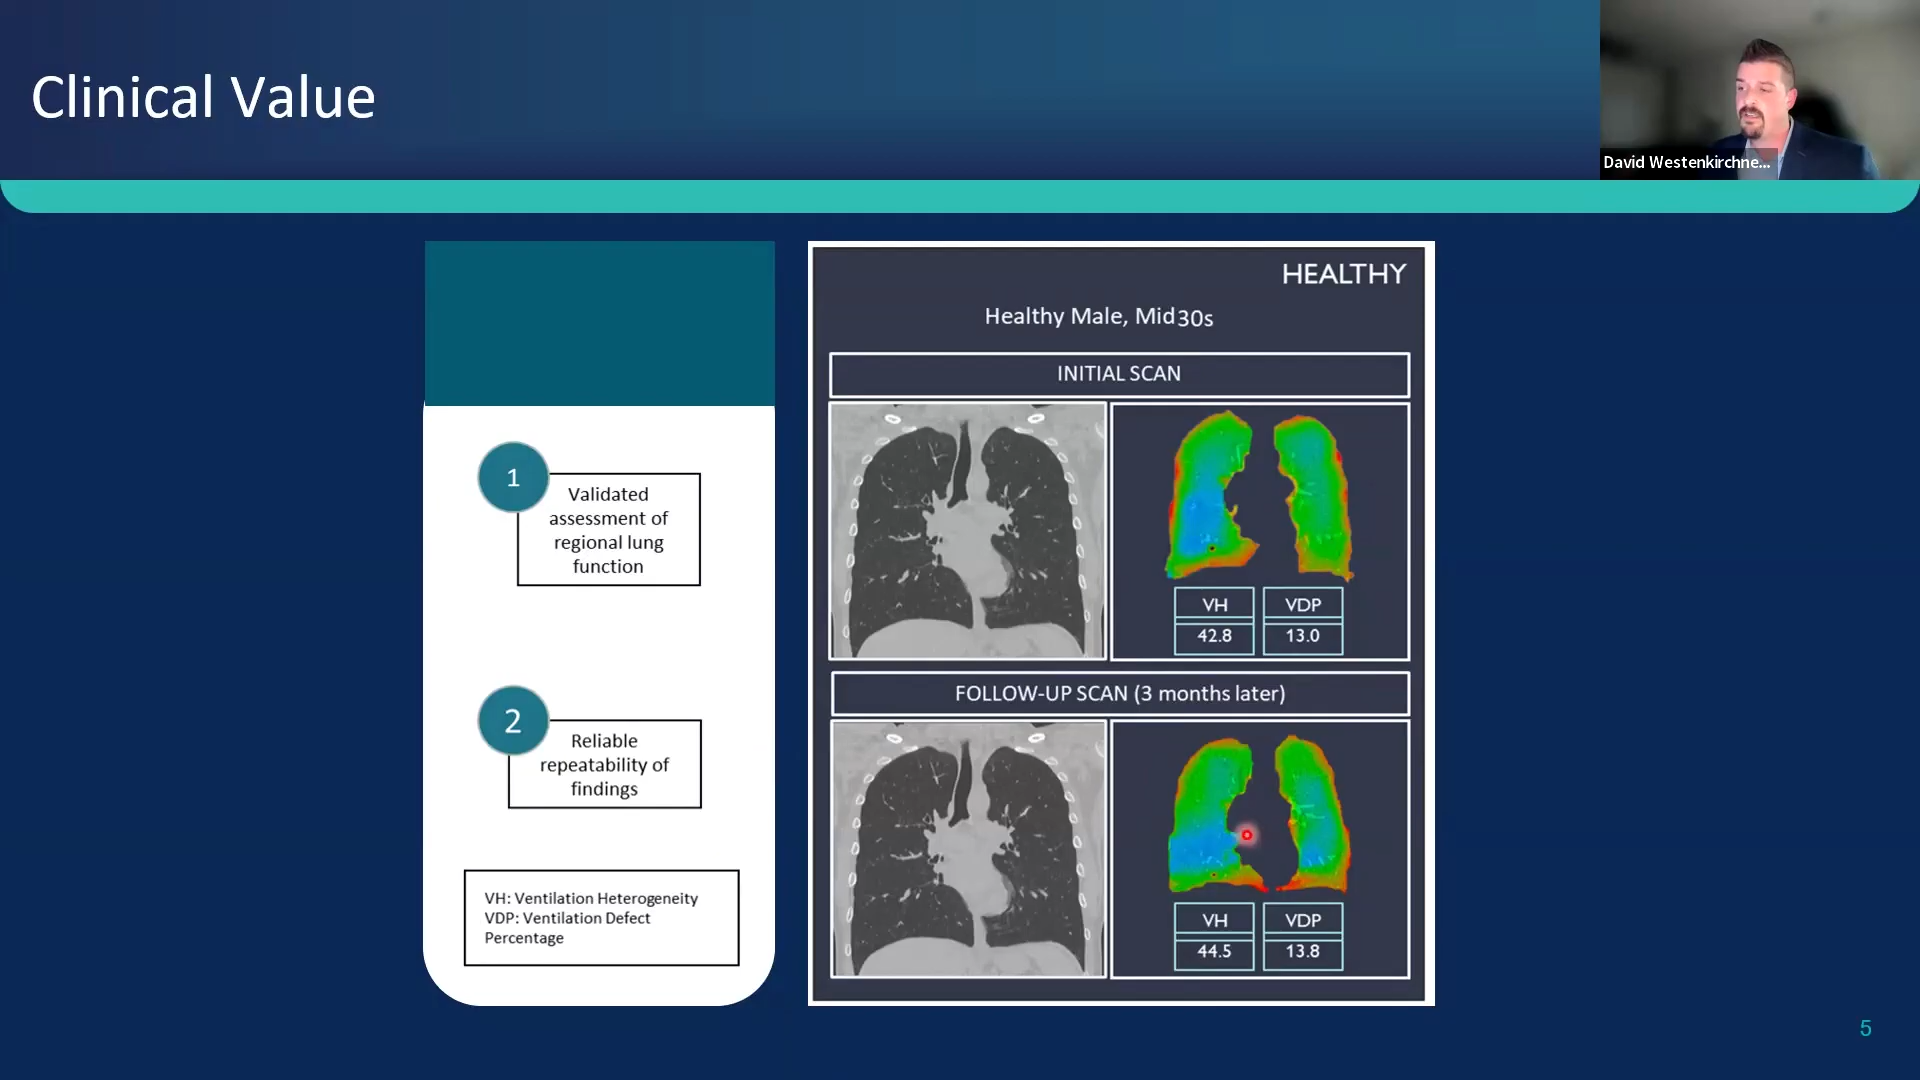 Clinical Value
David Westenkirchne...
1
Validated
assessment of
regional lung
function
2
Reliable
repeatability of
findings
VH: Ventilation Heterogeneity
VDP: Ventilation Defect
Percentage
HEALTHY
Healthy Male, Mid 30s
INITIAL SCAN
VH VDP
42.8 13.0
FOLLOW-UP SCAN (3 months later)
VH VDP
44.5 13.8
5